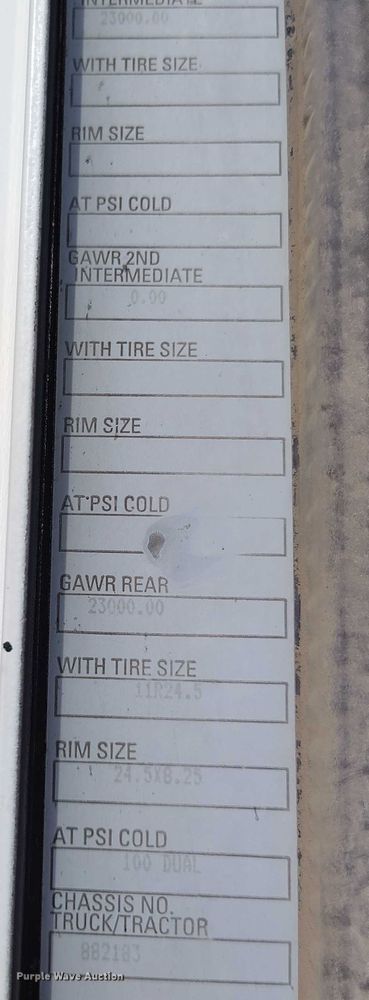 INTERMEDIATE
23000.00
WITH TIRE SIZE
RIM SIZE
AT PSI COLD
GAWR 2ND
INTERMEDIATE
0.00
WITH TIRE SIZE
RIM SIZE
AT PSI COLD
GAWR REAR
23000.00
WITH TIRE SIZE
11R24.5
RIM SIZE
24.5X8.25
AT PSI COLD
100 DUAL
CHASSIS NO.
TRUCK/TRACTOR
882183
Purple Wave Auction